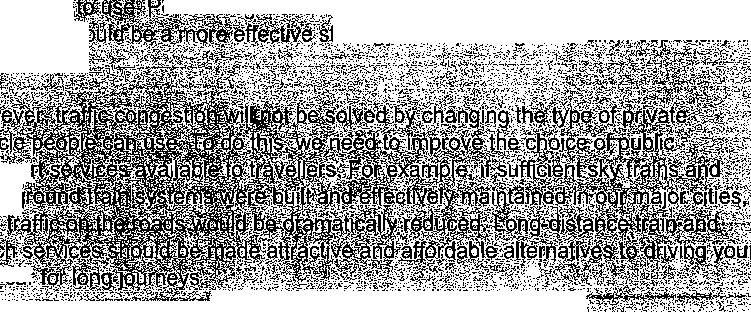 to use. P
ould be a more effective s
ever, traffic congestion will not be solved by changing the type of private
cle people can use. To do this, we need to improve the choice of public
rt services available to travellers. For example, if sufficient sky trains and
round train systems were built and effectively maintained in our major cities,
traffic on the roads would be dramatically reduced. Long-distance train and
ch services should be made attractive and affordable alternatives to driving your
for long journeys.